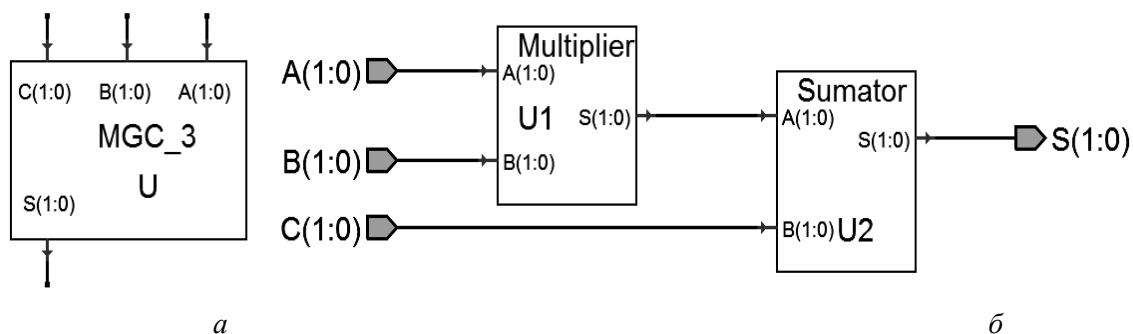 C(1:0) B(1:0) A(1:0)
MGC_3
U
S(1:0)
A(1:0)
B(1:0)
C(1:0)
Multiplier
A(1:0)
U1 S(1:0)
B(1:0)
Sumator
A(1:0)
S(1:0)
B(1:0) U2
S(1:0)
а
б